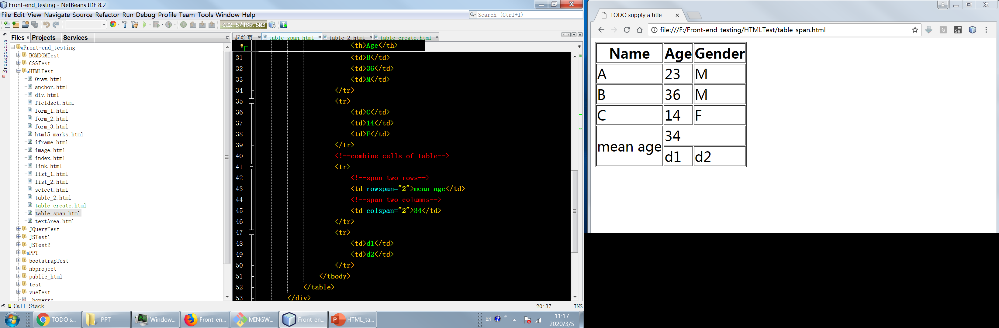 Front-end_testing - NetBeans IDE 8.2
File Edit View Navigate Source Refactor Run Debug Profile Team Tools Window Help
Search (Ctrl+I)
322.5/465.5MB
Breakpoints
Files Projects Services
Front-end_testing
BOMDOMTest
CSSTest
HTMLTest
0raw.html
anchor.html
div.html
fieldset.html
form_1.html
form_2.html
form_3.html
html5_marks.html
iframe.html
image.html
index.html
link.html
list_1.html
list_2.html
select.html
table_2.html
table_create.html
table_span.html
textArea.html
JQueryTest
JSTest1
JSTest2
PPT
bootstrapTest
nbproject
public_html
test
vueTest
.bowerrc
起始页 table_span.html table_2.html table_create.html
<th>Age</th>
31 <td>B</td>
32 <td>36</td>
33 <td>M</td>
34 </tr>
35 <tr>
36 <td>C</td>
37 <td>14</td>
38 <td>F</td>
39 </tr>
40 <!--combine cells of table-->
41 <tr>
42 <!--span two rows-->
43 <td rowspan="2">mean age</td>
44 <!--span two columns-->
45 <td colspan="2">34</td>
46 </tr>
47 <tr>
48 <td>d1</td>
49 <td>d2</td>
50 </tr>
51 </tbody>
52 </table>
53 </div>
Call Stack
20:37 INS
TODO s... PPT Window... Front-en... MINGW... Front-en... HTML_ta...
EN
11:17
2020/3/5
TODO supply a title
file:///F:/Front-end_testing/HTMLTest/table_span.html
G Se
Name Age Gender
A 23 M
B 36 M
C 14 F
mean age 34
d1 d2